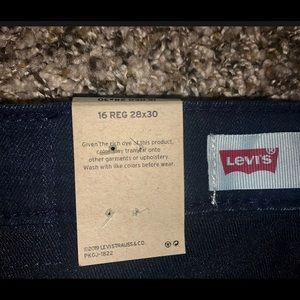 16 REG 28x30
Given the rich dye of this product,
color may transfer onto
other garments or upholstery.
Wash with like colors before wear.
©2019 LEVI STRAUSS & CO.
PKGJ-1822
LEVI'S